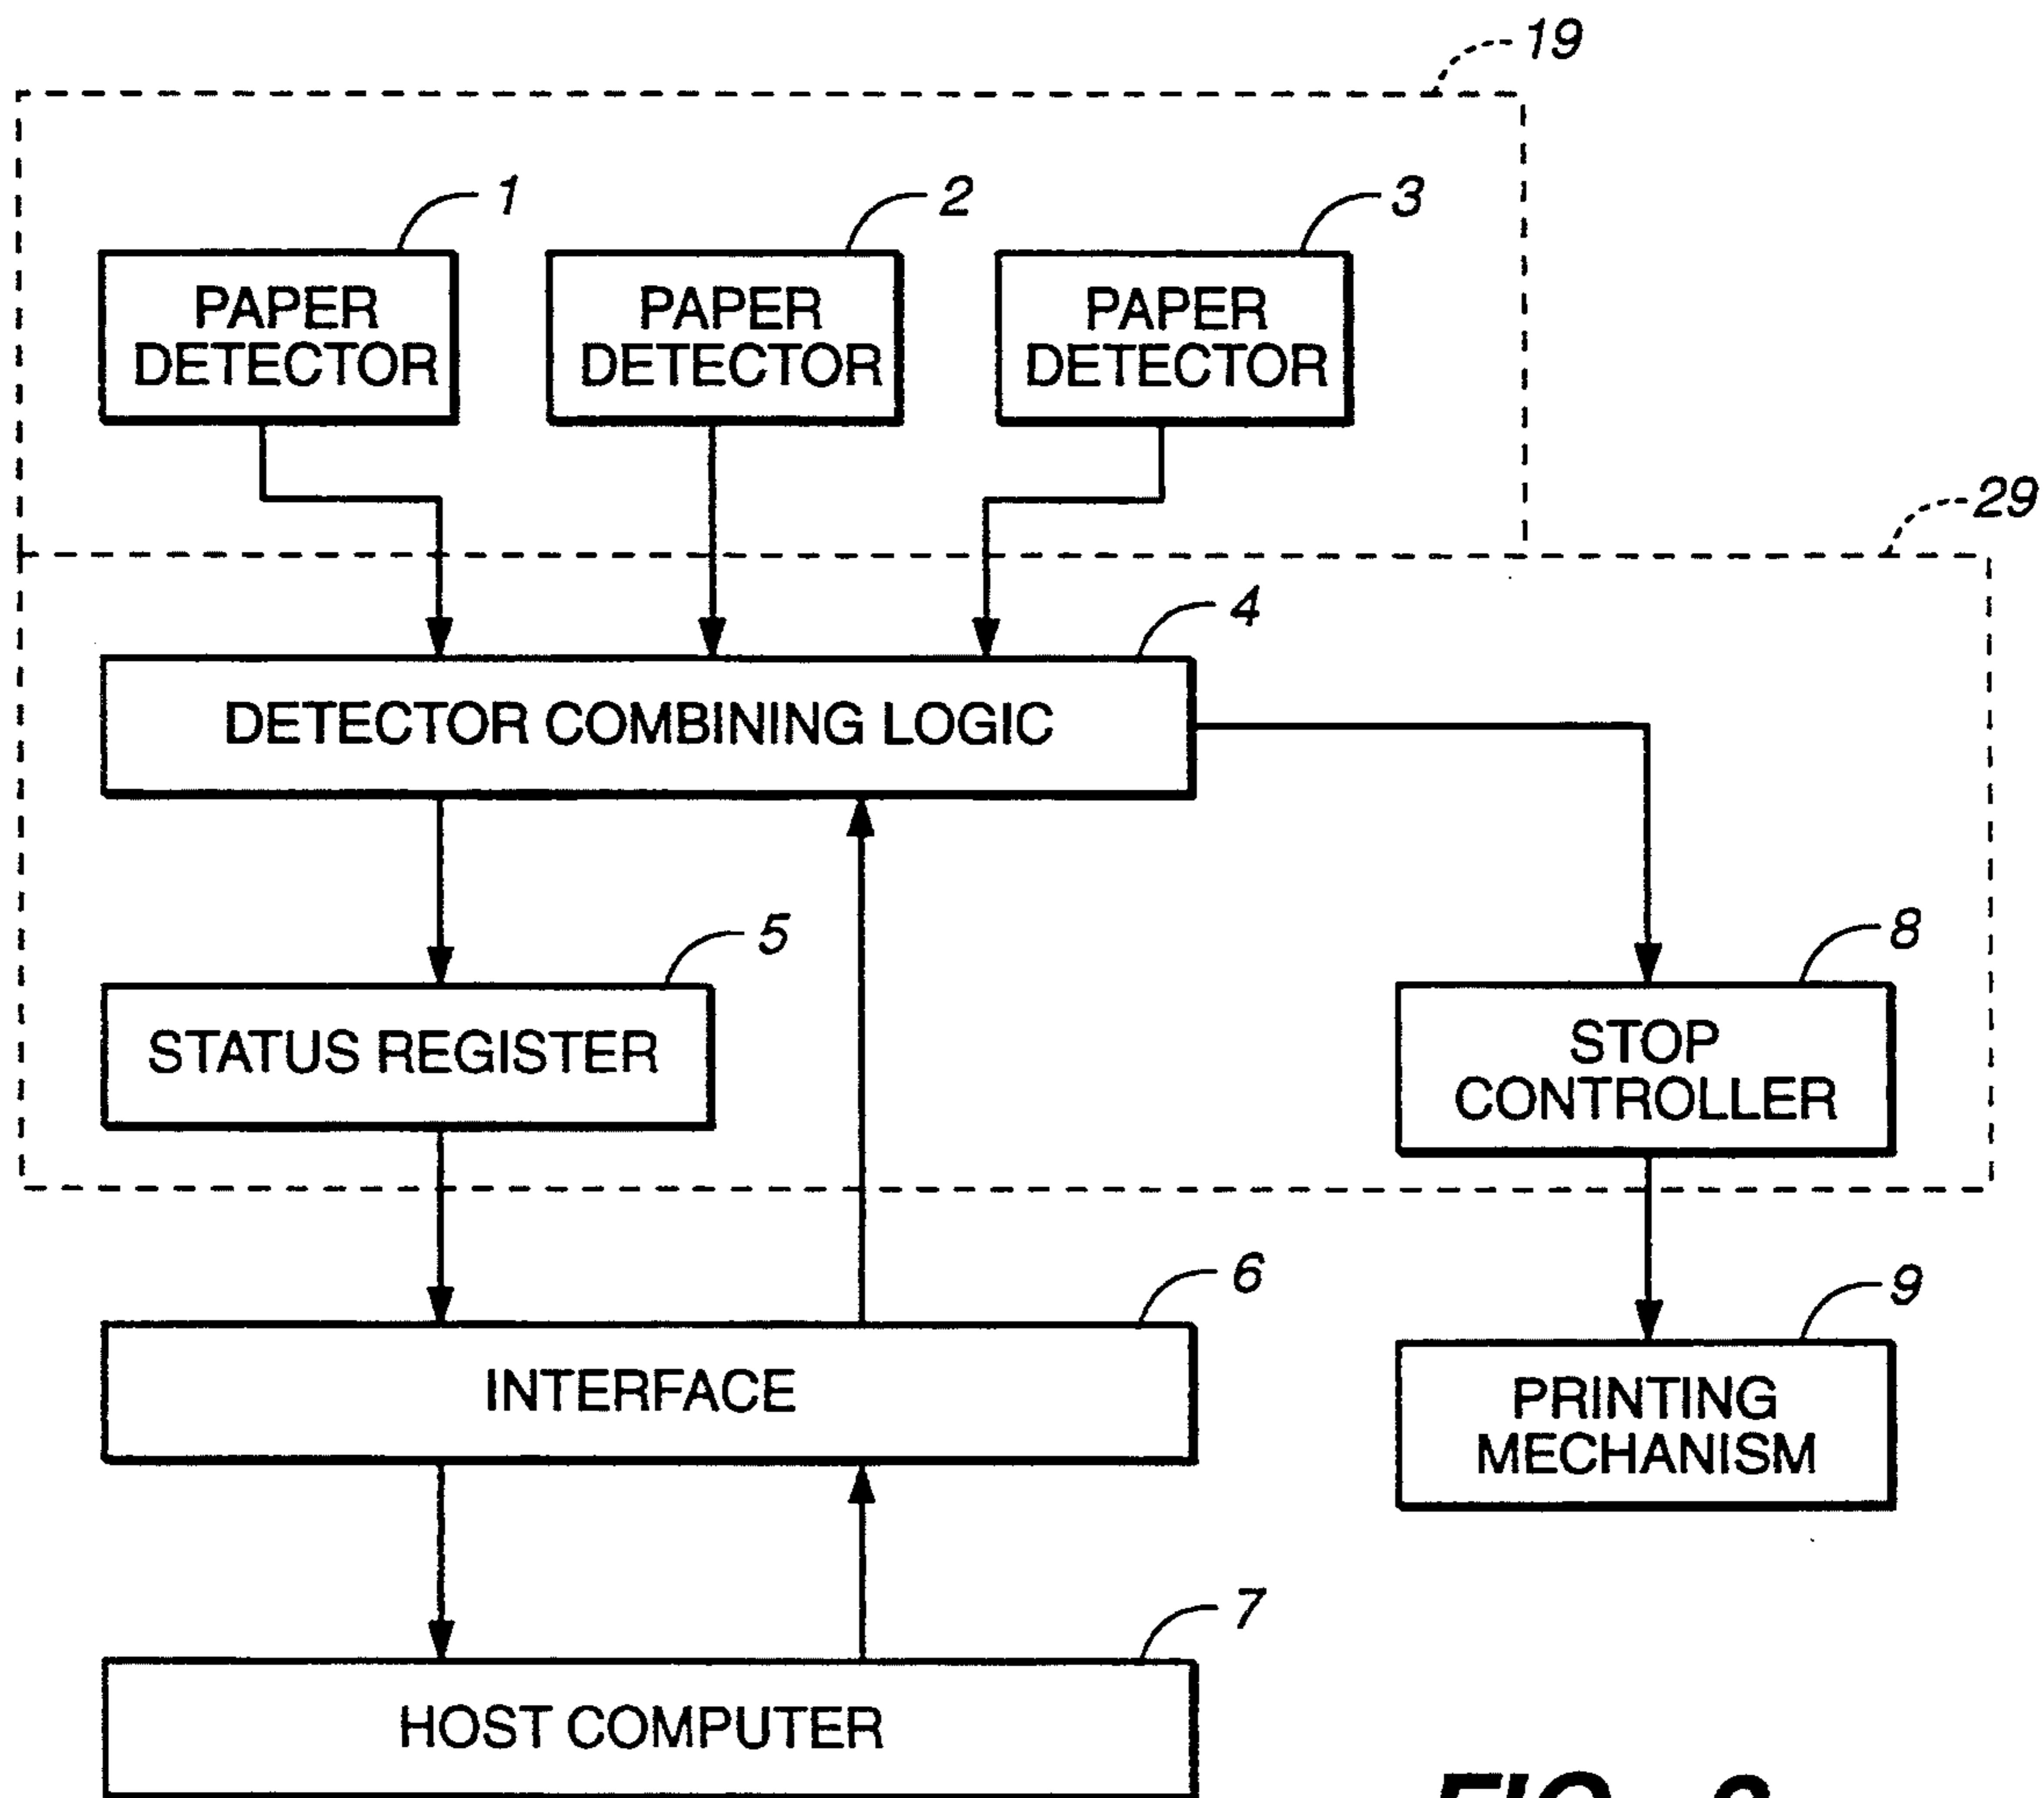 19
1
2
3
PAPER
DETECTOR
PAPER
DETECTOR
PAPER
DETECTOR
29
4
DETECTOR COMBINING LOGIC
5
8
STATUS REGISTER
STOP
CONTROLLER
6
9
INTERFACE
PRINTING
MECHANISM
7
HOST COMPUTER